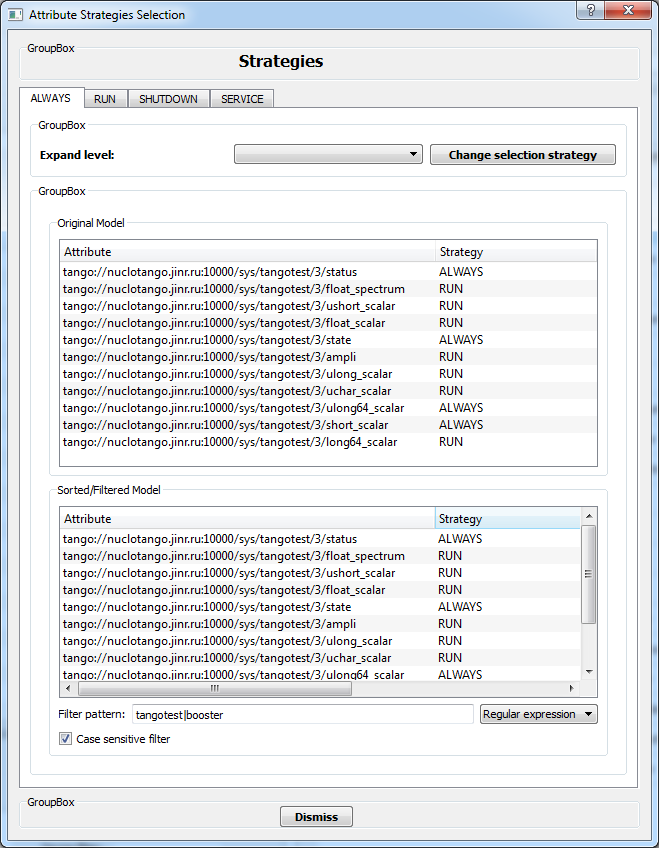 Attribute Strategies Selection
GroupBox
Strategies
ALWAYS RUN SHUTDOWN SERVICE
GroupBox
Expand level: Change selection strategy
GroupBox
Original Model
Attribute Strategy
tango://nuclotango.jinr.ru:10000/sys/tangotest/3/status ALWAYS
tango://nuclotango.jinr.ru:10000/sys/tangotest/3/float_spectrum RUN
tango://nuclotango.jinr.ru:10000/sys/tangotest/3/ushort_scalar RUN
tango://nuclotango.jinr.ru:10000/sys/tangotest/3/float_scalar RUN
tango://nuclotango.jinr.ru:10000/sys/tangotest/3/state ALWAYS
tango://nuclotango.jinr.ru:10000/sys/tangotest/3/ampli RUN
tango://nuclotango.jinr.ru:10000/sys/tangotest/3/ulong_scalar RUN
tango://nuclotango.jinr.ru:10000/sys/tangotest/3/uchar_scalar RUN
tango://nuclotango.jinr.ru:10000/sys/tangotest/3/ulong64_scalar ALWAYS
tango://nuclotango.jinr.ru:10000/sys/tangotest/3/short_scalar ALWAYS
tango://nuclotango.jinr.ru:10000/sys/tangotest/3/long64_scalar RUN
Sorted/Filtered Model
Attribute Strategy
tango://nuclotango.jinr.ru:10000/sys/tangotest/3/status ALWAYS
tango://nuclotango.jinr.ru:10000/sys/tangotest/3/float_spectrum RUN
tango://nuclotango.jinr.ru:10000/sys/tangotest/3/ushort_scalar RUN
tango://nuclotango.jinr.ru:10000/sys/tangotest/3/float_scalar RUN
tango://nuclotango.jinr.ru:10000/sys/tangotest/3/state ALWAYS
tango://nuclotango.jinr.ru:10000/sys/tangotest/3/ampli RUN
tango://nuclotango.jinr.ru:10000/sys/tangotest/3/ulong_scalar RUN
tango://nuclotango.jinr.ru:10000/sys/tangotest/3/uchar_scalar RUN
tango://nuclotango.jinr.ru:10000/sys/tangotest/3/ulong64_scalar ALWAYS
Filter pattern: tangotest|booster Regular expression
Case sensitive filter
GroupBox
Dismiss